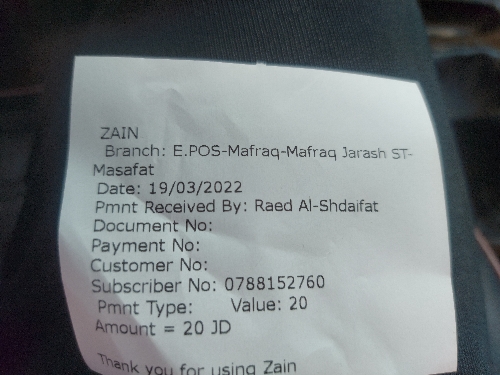 ZAIN
Branch: E.POS-Mafraq-Mafraq Jarash ST-
Masafat
Date: 19/03/2022
Pmnt Received By: Raed Al-Shdaifat
Document No:
Payment No:
Customer No:
Subscriber No: 0788152760
Pmnt Type: Value: 20
Amount = 20 JD
Thank you for using Zain